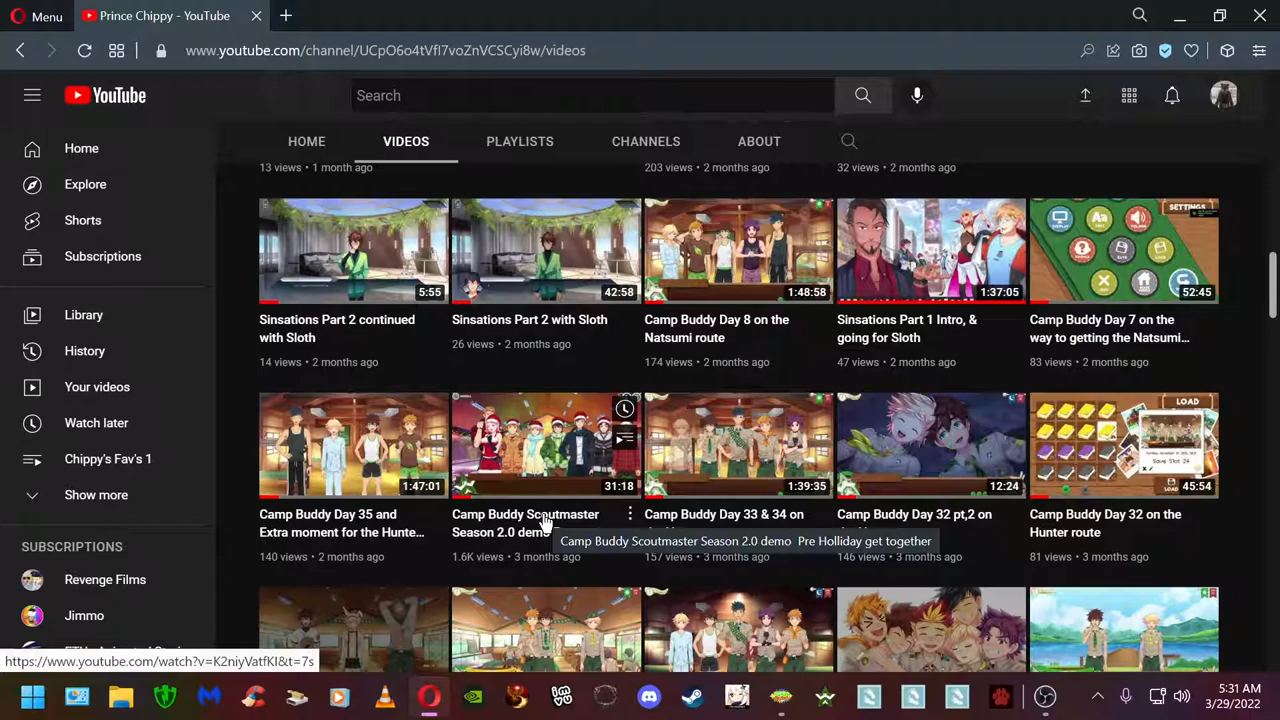 Menu
Prince Chippy - YouTube
www.youtube.com/channel/UCpO6o4tVfl7voZnVCSCyi8w/videos
YouTube
Search
HOME
VIDEOS
PLAYLISTS
CHANNELS
ABOUT
Home
Explore
Shorts
Subscriptions
Library
History
Your videos
Watch later
Chippy's Fav's 1
Show more
SUBSCRIPTIONS
Revenge Films
Jimmo
13 views • 1 month ago
203 views • 2 months ago
32 views • 2 months ago
SETTINGS
5:55
42:58
1:48:58
1:37:05
52:45
Sinsations Part 2 continued
with Sloth
14 views • 2 months ago
Sinsations Part 2 with Sloth
26 views • 2 months ago
Camp Buddy Day 8 on the
Natsumi route
174 views • 2 months ago
Sinsations Part 1 Intro, &
going for Sloth
47 views • 2 months ago
Camp Buddy Day 7 on the
way to getting the Natsumi...
83 views • 2 months ago
LOAD
Save Slot 24
LOAD
1:47:01
31:18
1:39:35
12:24
45:54
Camp Buddy Day 35 and
Extra moment for the Hunte...
140 views • 2 months ago
Camp Buddy Scoutmaster
Season 2.0 demo
1.6K views • 3 months ago
Camp Buddy Day 33 & 34 on
157 views • 3 months ago
Camp Buddy Day 32 pt,2 on
146 views • 3 months ago
Camp Buddy Day 32 on the
Hunter route
81 views • 3 months ago
Camp Buddy Scoutmaster Season 2.0 demo Pre Holliday get together
https://www.youtube.com/watch?v=K2niyVatfKI&t=7s
5:31 AM
3/29/2022